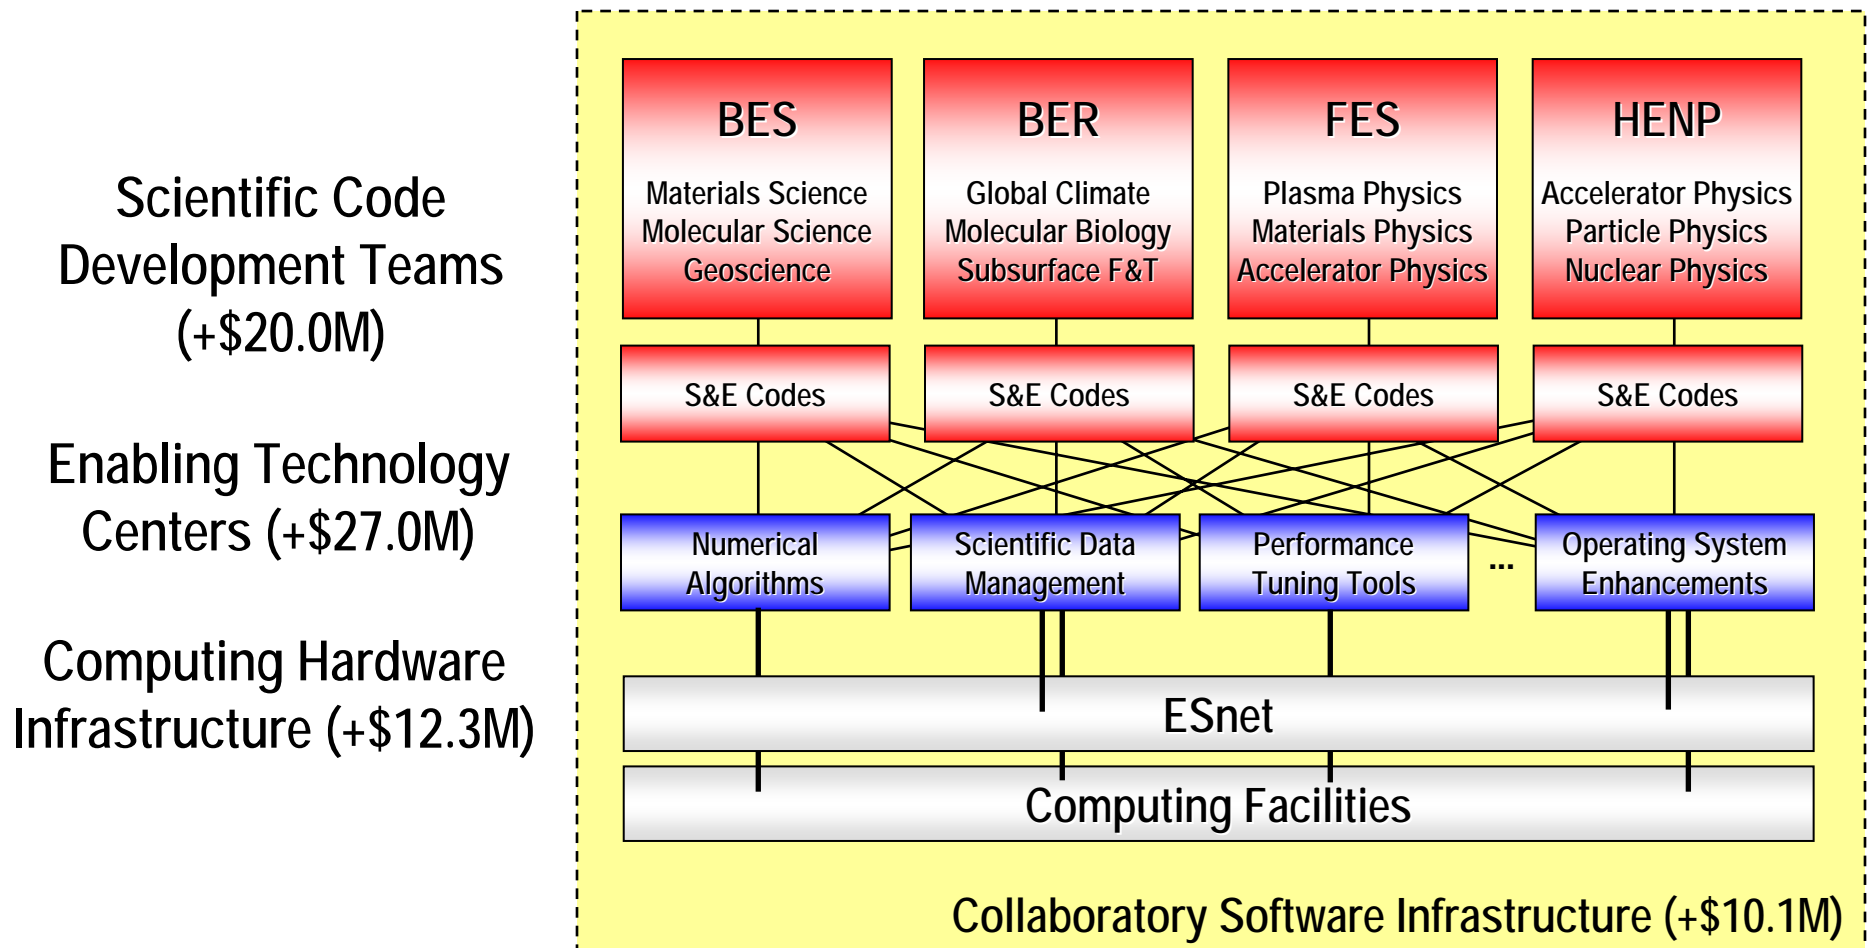 Scientific Code
Development Teams
(+$20.0M)
Enabling Technology
Centers (+$27.0M)
Computing Hardware
Infrastructure (+$12.3M)
BES
Materials Science
Molecular Science
Geoscience
BER
Global Climate
Molecular Biology
Subsurface F&T
FES
Plasma Physics
Materials Physics
Accelerator Physics
HENP
Accelerator Physics
Particle Physics
Nuclear Physics
S&E Codes
S&E Codes
S&E Codes
S&E Codes
Numerical
Algorithms
Scientific Data
Management
Performance
Tuning Tools
...
Operating System
Enhancements
ESnet
Computing Facilities
Collaboratory Software Infrastructure (+$10.1M)